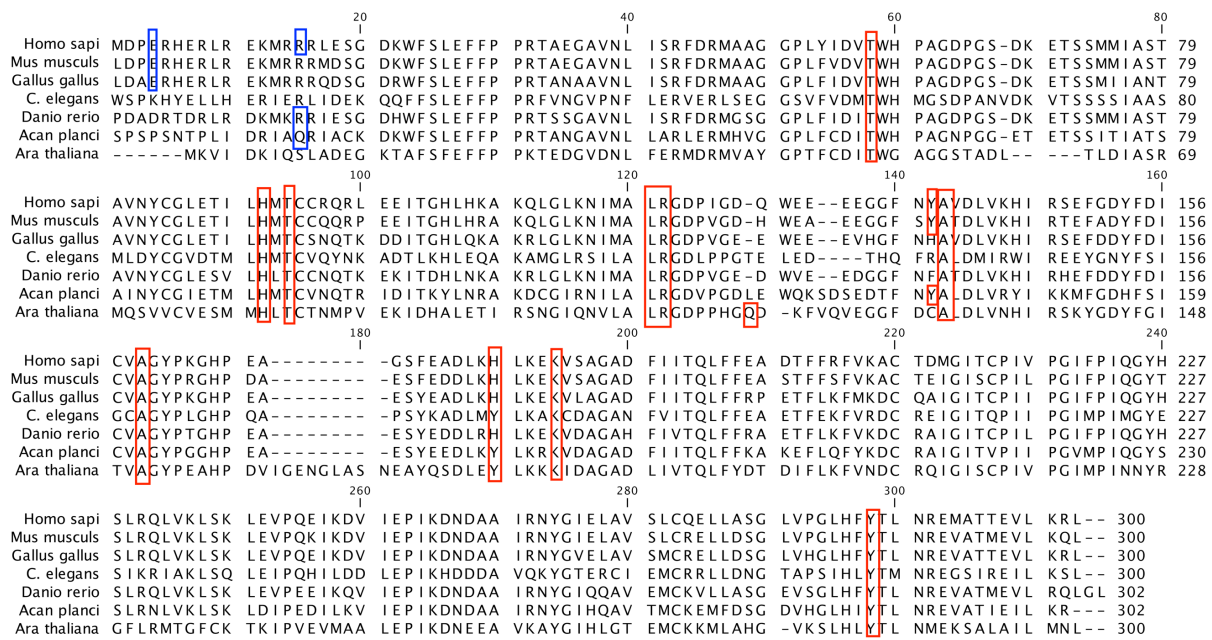 20 40 60 80
Homo sapi MDPERHERLR EKMRRRLESG DKWFSLEFFP PRTAEGAVNL ISRFDRMAAG GPLYIDVTWH PAGDPGS-DK ETSSMMIAST 79
Mus musculs LDPERHERLR EKMRRRMDSG DKWFSLEFFP PRTAEGAVNL ISRFDRMAAG GPLFVDVTWH PAGDPGS-DK ETSSMMIAST 79
Gallus gallus LDAERHERLR EKMRRRQDSG DRWFSLEFFP PRTANAAVNL ISRFDRMGAG GPLFIDVTWH PAGDPGS-DK ETSSMIIANT 79
C. elegans WSPKHYELLH ERIERLIDEK QQFFSLEFFP PRFVNGVPNF LERVERLSEG GSVFVDMTWH MGSDPANVDK VTSSSSIAAS 80
Danio rerio PDADRTDRLR DKMKRRIESG DHWFSLEFFP PRTANGAVNL ISRFDRMGSG GPMFIDITWH PAGDPGS-DK ETSSMMIAST 79
Acan planci SPSPSNTPLI DRIAQRIACK DKWFSLEFFP PRTANGAVNL LARLERMHVG GPLFCDITWH PAGNPGG-ET ETSSITIATS 79
Ara thaliana ------MKVI DKIQSLADEG KTAFSFEFFP PKTEDGVDNL FERMDRMVAY GPTFCDITWG AGGSTADL-- --TLDIASR 69
100 120 140 160
Homo sapi AVNYCGLETI LHMTCCRQRL EEITGHLHKA KQLGLKNIMA LRGDPIGD-Q WEE--EEGGF NYAVDLVKHI RSEFGDYFDI 156
Mus musculs AVNYCGLETI LHMTCCQQRP EEITGHLHRA KQLGLKNIMA LRGDPVGD-H WEE--EEGGF SYATDLVKHI RTEFADYFDI 156
Gallus gallus AVNYCGLETI LHMTCSNQTK DDITGHLQKA KRLGLKNIMA LRGDPVGE-E WEE--EVHGF NHAVDLVKHI RSEFDDYFDI 156
C. elegans MLDYCGVDTM LHMTCVQYNK ADTLKHLEQA KAMGLRSILA LRGDLPPGTE LED----THQ FRALDMIRWI REEYGDYFDI 156
Danio rerio AVNYCGLESV LHMTCCNQTK EKITDHLNKA KRLGLKNIMA LRGDPVGE-D WVE--EDGGF NFATDLVKHI RHEFDDYFDI 156
Acan planci AINYCGIETM LHMTCVNQTR IDITKYLNRA KDCGIRNILA LRGDVPGDLE WQKSDSEDTF NYALDLVRYI KKMFGDHFSI 159
Ara thaliana MQSVVCVESM MHLTCTNMPV EKIDHALETI RSNGIQNVLA LRGDPPHGQD -KFVQVEGGF DCALDLVNHI RSKYGDYFGI 148
180 200 220 240
Homo sapi CVAGYPKGHP EA-------- -GSFEADLKH LKEKVSAGAD FIITQLFFEA DTFFRFVKAC TDMGITCPIV PGIFPIQGYH 227
Mus musculs CVAGYPRGHP DA-------- -ESFEDDLKH LKEKVSAGAD FIITQLFFEA STFFSFVKAC TEIGISCPIL PGIFPIQGYT 227
Gallus gallus CVAGYPKGHP EA-------- -ESYEADLKH LKEKVLAGAD FIITQLFFRP ETFLKFMKDC QAIGITCPIL PGIFPIQGYH 227
C. elegans GCAGYPLGHP QA-------- -PSYKADLMY LKAKCDAGAN FVITQLFFEA ETFEKFVRDC REIGITQPII PGIMPIMGYE 227
Danio rerio CVAGYPTGHP EA-------- -ESYEDDLRH LKEKVDAGAH FIVTQLFFRA ETFLKFLKDC RAIGITCPIL PGIFPIQGYH 227
Acan planci CVAGYPGGHP EA-------- -ESYEEDLKY LKRKVDAGAD FIITQLFFKA KEFLQFYKDC RAIGITVPIL PGVMPIQGYS 230
Ara thaliana TVAGYPEAHP DVIGENGLAS NEAYQSDLEY LKKKIDAGAD LIVTQLFYDT DIFLKFVNDC RQIGISCPIV PGIMPINNYR 228
260 280 300
Homo sapi SLRQLVKLSK LEVPQEIKDV IEPIKDNDAA IRNYGIELAV SLCQELLASG LVPGLHFYTL NREMATTEVL KRL-- 300
Mus musculs SLRQLVKLSK LEVPQKIKDV IEPIKDNDAA IRNYGIELAV SLCRELLDSG LVPGLHFYTL NREVATMEVL KQL-- 300
Gallus gallus SLRQLVKLSK LEVPQEIKDV IEPIKDNDAA IRNYGVELAV SMCRELLDSG LVHGLHFYTL NREVATTEVL KRL-- 300
C. elegans SIKRIAKLSQ LEIPQHILDD LEPIKHDDDA VQKYGTERCI EMCRRLLDNG TAPSIHLYTM NREGSIREIL KSL-- 300
Danio rerio SLRQLVKLSK LEVPEEIKQV IEPIKDNDAA IRNYGIQQAV EMCKVLLASG EVSGLHFYTL NREVSTMEVL RQLGL 302
Acan planci SLRNLVKLSK LDIPEDILKV IEPIKDNDAA IRNYGIHQAV TMCKEMFDSG DVHGLHIYTL NREVATIEIL KR--- 302
Ara thaliana GFLRMTGFCK TKIPVEVMAA LEPIKDNEEA VKAYGIHLGT EMCKKMLAHG -VKSLHLYTL NMEKSALAIL MNL-- 300